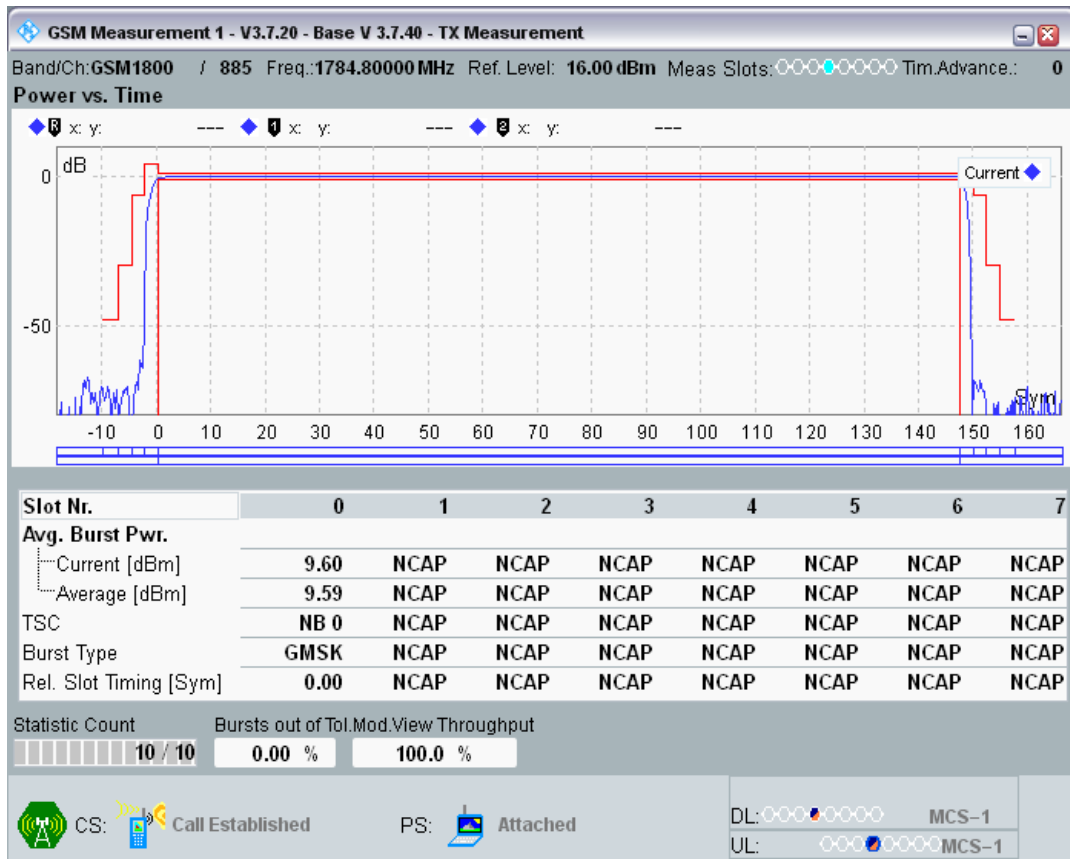 GSM Measurement 1 - V3.7.20 - Base V 3.7.40 - TX Measurement
Band/Ch:GSM1800 / 885 Freq.:1784.80000 MHz Ref. Level: 16.00 dBm Meas Slots: Tim.Advance.: 0
Power vs. Time
R x: y: --- 1 x: y: --- 2 x: y: ---
dB
Current
0
-50
Sym
-10 0 10 20 30 40 50 60 70 80 90 100 110 120 130 140 150 160
Slot Nr. 0 1 2 3 4 5 6 7
Avg. Burst Pwr.
Current [dBm] 9.60 NCAP NCAP NCAP NCAP NCAP NCAP NCAP
Average [dBm] 9.59 NCAP NCAP NCAP NCAP NCAP NCAP NCAP
TSC NB 0 NCAP NCAP NCAP NCAP NCAP NCAP NCAP
Burst Type GMSK NCAP NCAP NCAP NCAP NCAP NCAP NCAP
Rel. Slot Timing [Sym] 0.00 NCAP NCAP NCAP NCAP NCAP NCAP NCAP
Statistic Count Bursts out of Tol.Mod.View Throughput
10 / 10 0.00 % 100.0 %
CS: Call Established PS: Attached
DL: MCS-1
UL: MCS-1